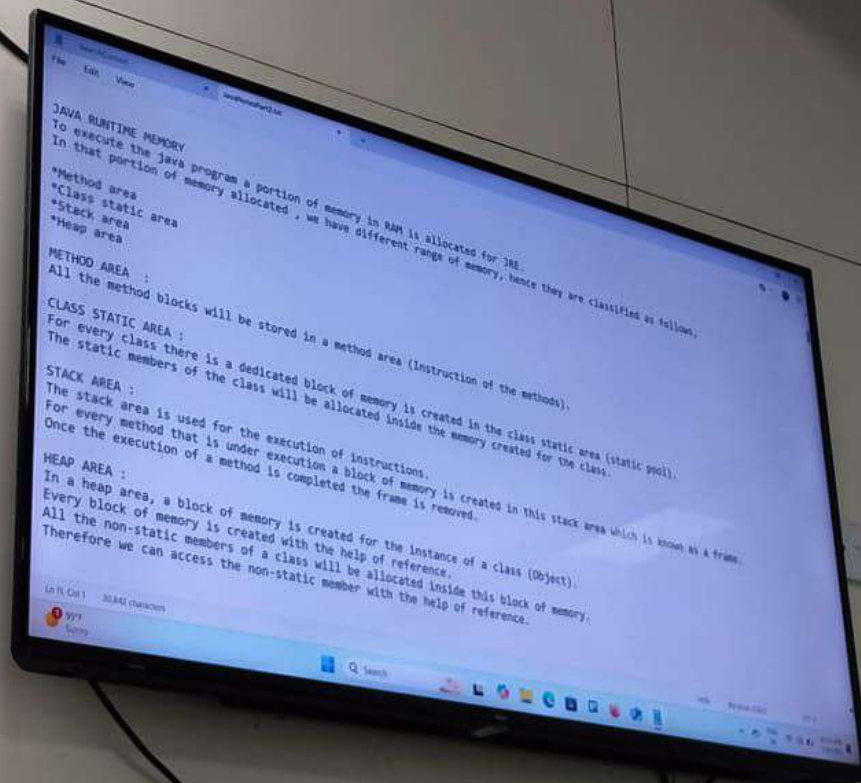 File Edit View
JavaNotesPart2.txt
JAVA RUNTIME MEMORY
To execute the java program a portion of memory in RAM is allocated for JRE.
In that portion of memory allocated , we have different range of memory, hence they are classified as follows,
*Method area
*Class static area
*Stack area
*Heap area
METHOD AREA :
All the method blocks will be stored in a method area (Instruction of the methods).
CLASS STATIC AREA :
For every class there is a dedicated block of memory is created in the class static area (static pool).
The static members of the class will be allocated inside the memory created for the class.
STACK AREA :
The stack area is used for the execution of instructions.
For every method that is under execution a block of memory is created in this stack area which is known as a frame.
Once the execution of a method is completed the frame is removed.
HEAP AREA :
In a heap area, a block of memory is created for the instance of a class (Object).
Every block of memory is created with the help of reference.
All the non-static members of a class will be allocated inside this block of memory.
Therefore we can access the non-static member with the help of reference.
Ln 11, Col 1
characters
Sunny
Search